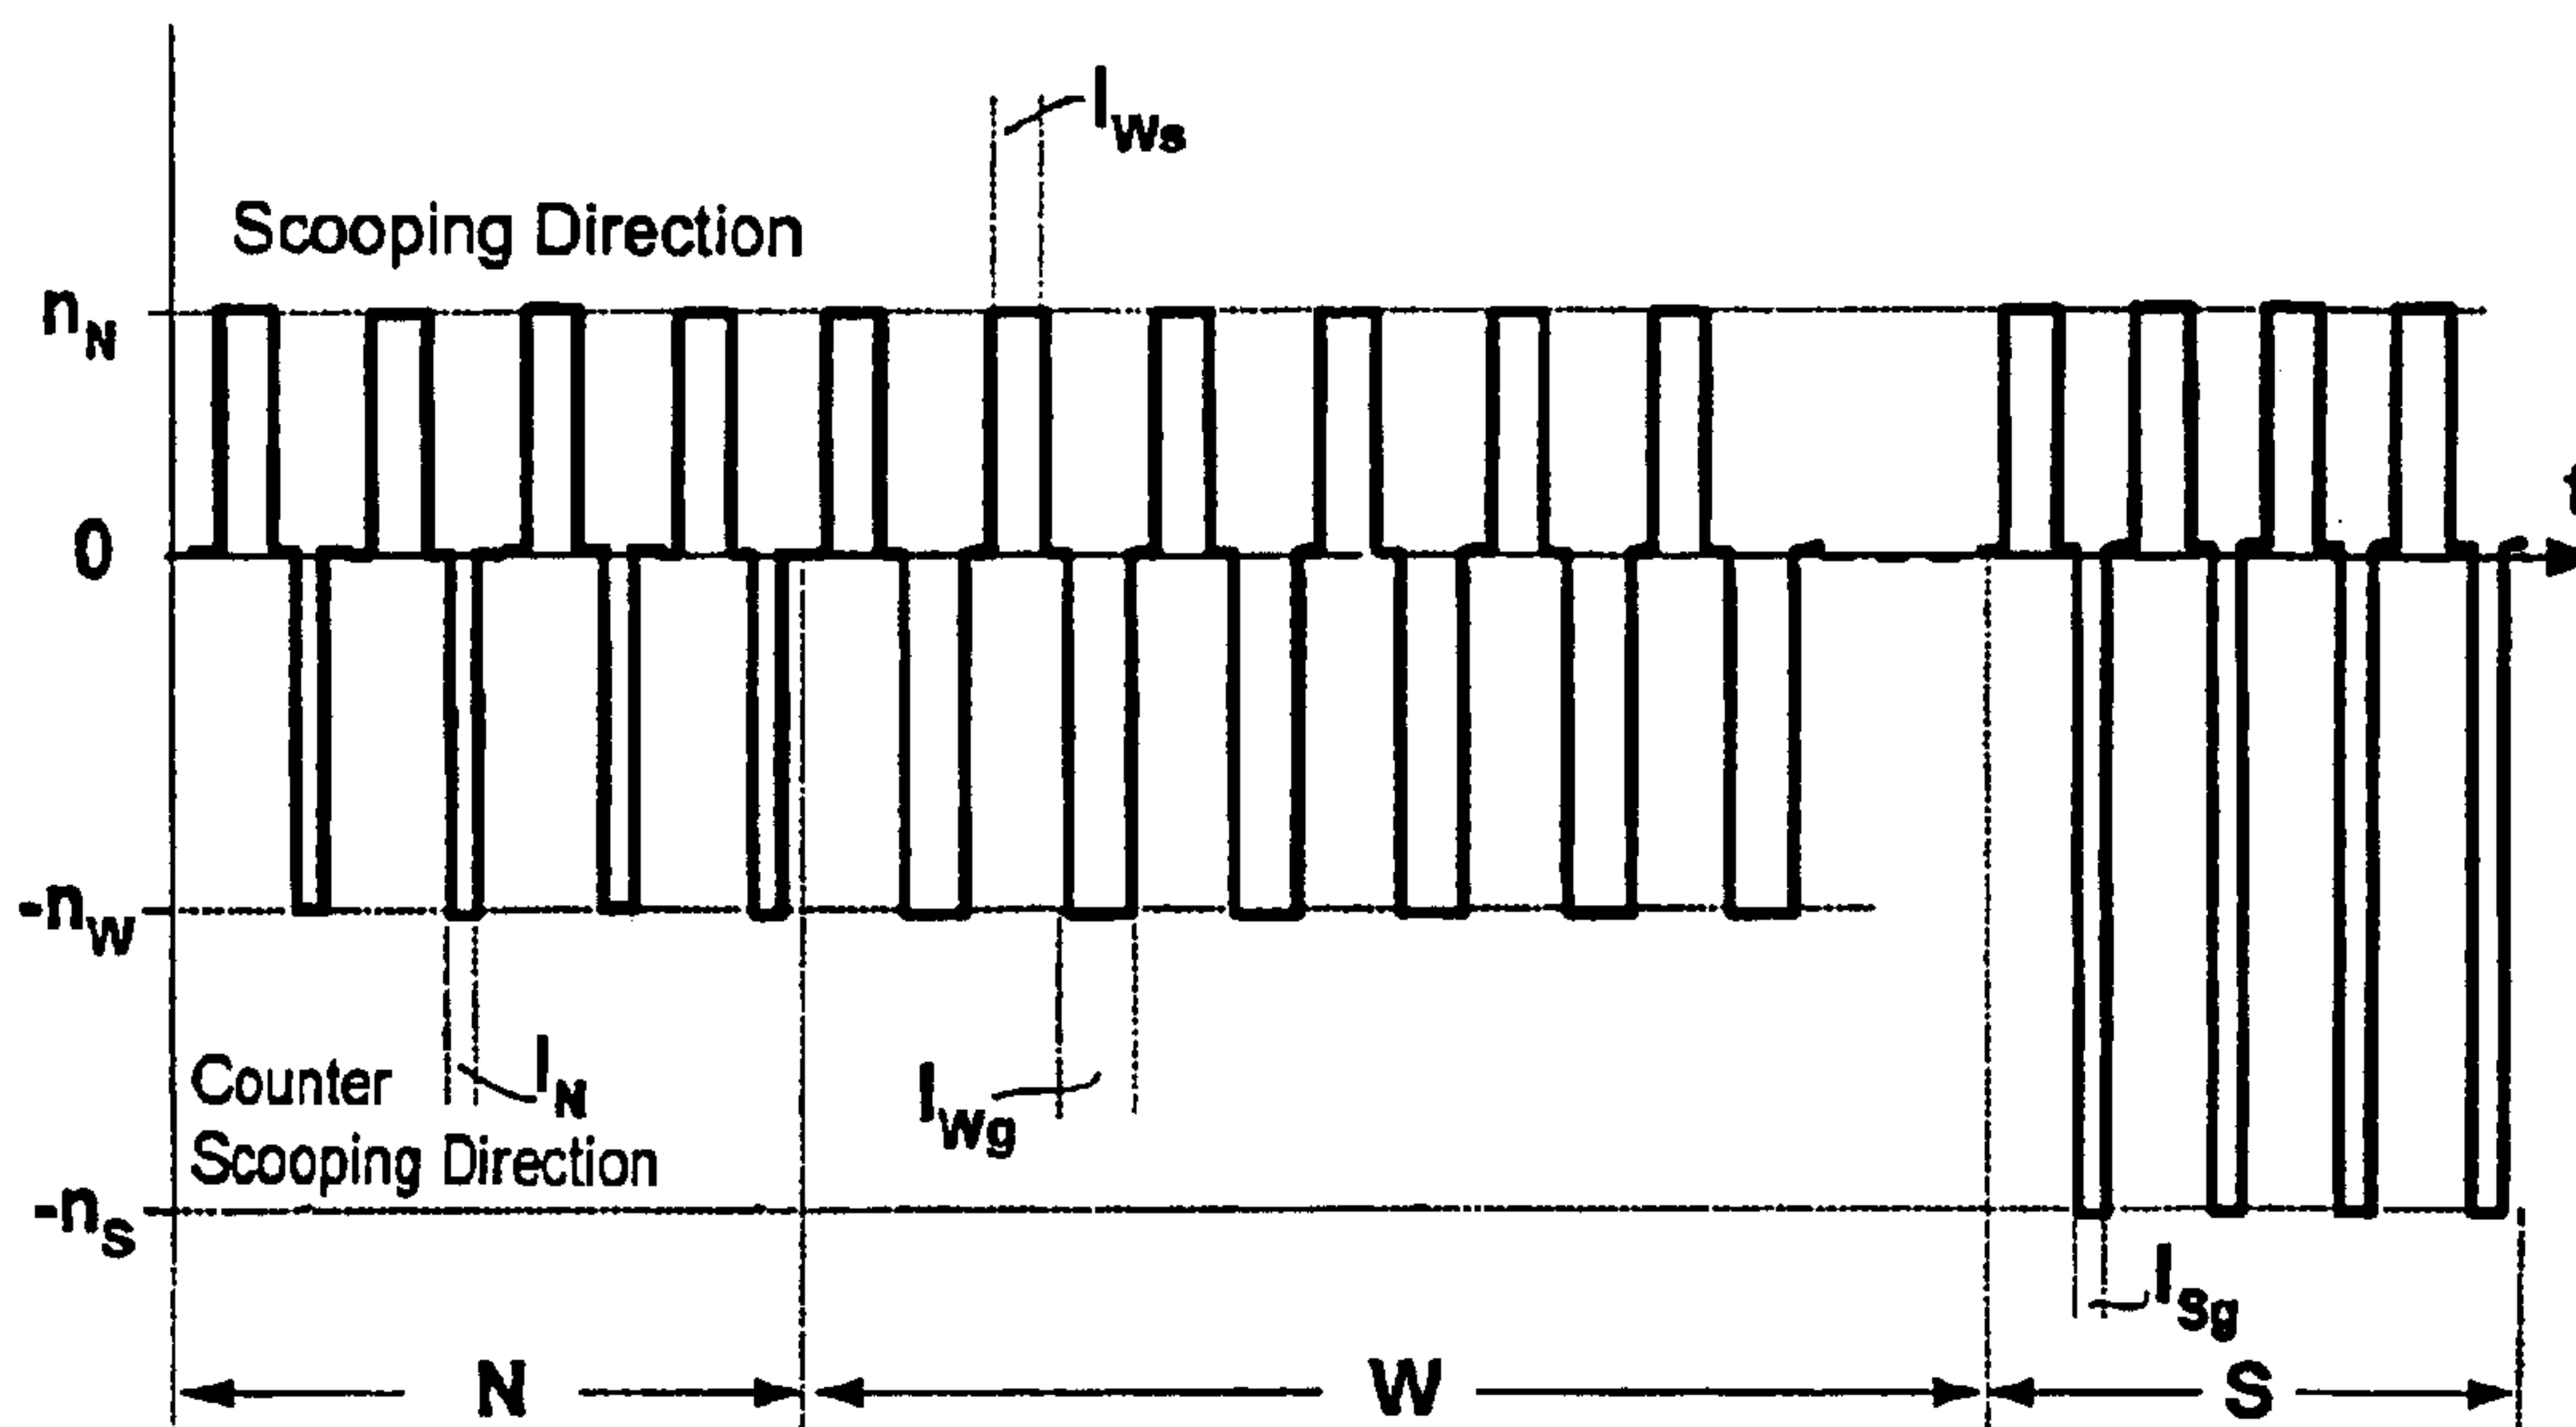 I_Ws
Scooping Direction
n_N
0
t
-n_W
Counter
Scooping Direction
I_N
I_Wg
-n_S
I_Sg
N
W
S